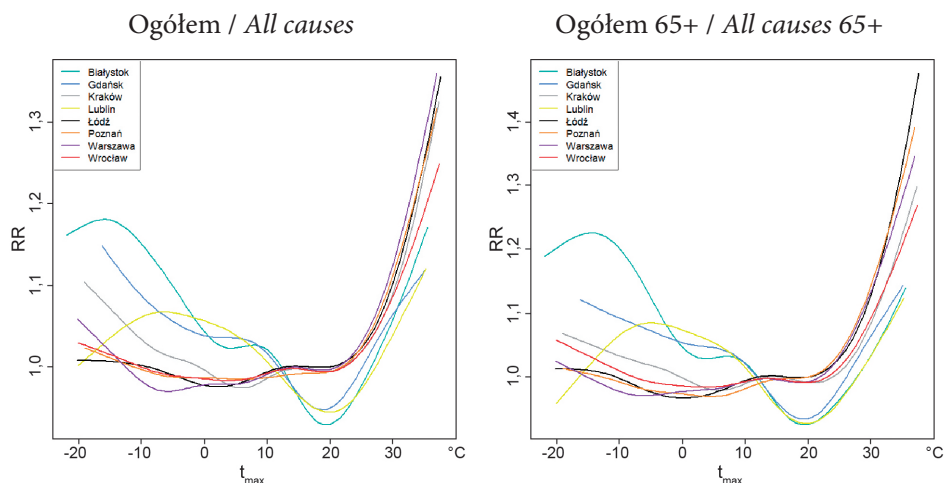 Ogółem / All causes
Białystok
Gdańsk
Kraków
Lublin
Łódź
Poznań
Warszawa
Wrocław
RR
1,3
1,2
1,1
1,0
-20 -10 0 10 20 30 °C
tmax
Ogółem 65+ / All causes 65+
Białystok
Gdańsk
Kraków
Lublin
Łódź
Poznań
Warszawa
Wrocław
RR
1,4
1,3
1,2
1,1
1,0
-20 -10 0 10 20 30 °C
tmax